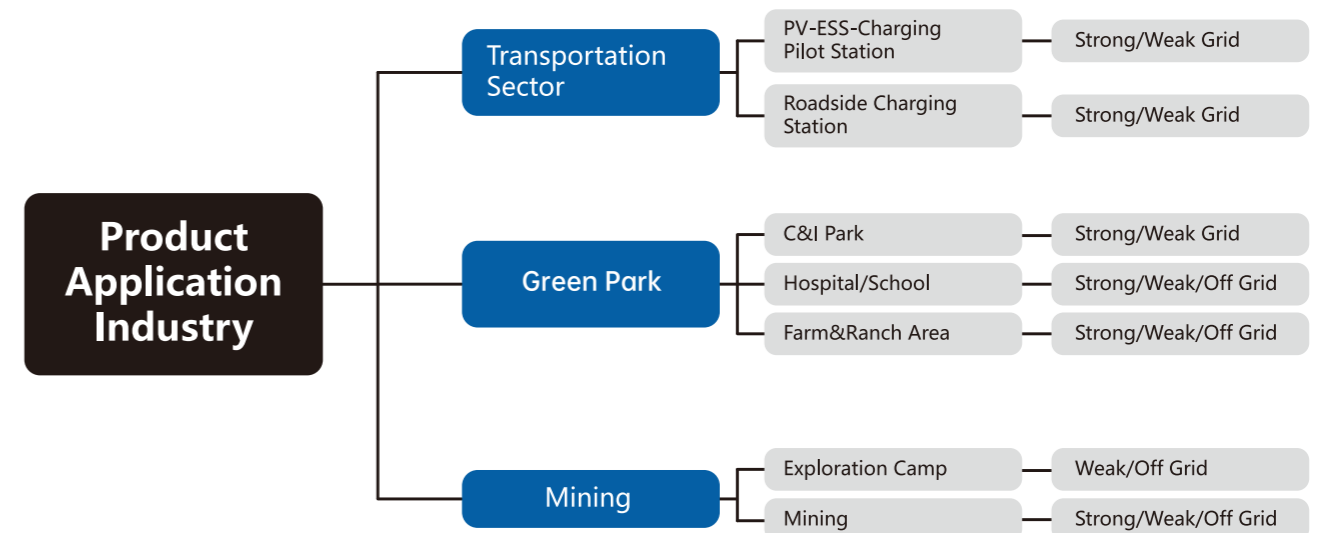 Product
Application
Industry
Transportation
Sector
PV-ESS-Charging
Pilot Station
Strong/Weak Grid
Roadside Charging
Station
Strong/Weak Grid
Green Park
C&I Park
Strong/Weak Grid
Hospital/School
Strong/Weak/Off Grid
Farm&Ranch Area
Strong/Weak/Off Grid
Mining
Exploration Camp
Weak/Off Grid
Mining
Strong/Weak/Off Grid